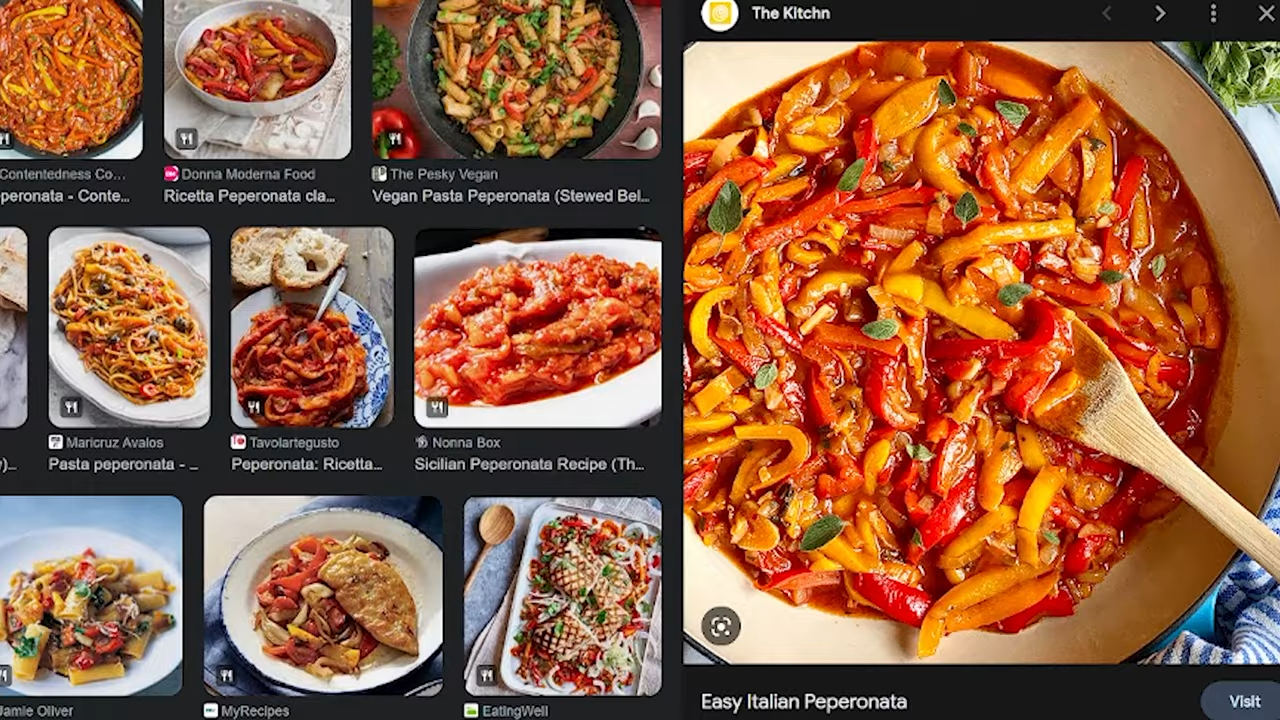 The Kitchn
Contentedness Co…
peronata - Conte…
Donna Moderna Food
Ricetta Peperonata cla…
The Pesky Vegan
Vegan Pasta Peperonata (Stewed Bel…
)…
Maricruz Avalos
Pasta peperonata - …
Tavolartegusto
Peperonata: Ricetta…
Nonna Box
Sicilian Peperonata Recipe (Th…
Jamie Oliver
MyRecipes
EatingWell
Easy Italian Peperonata
Visit